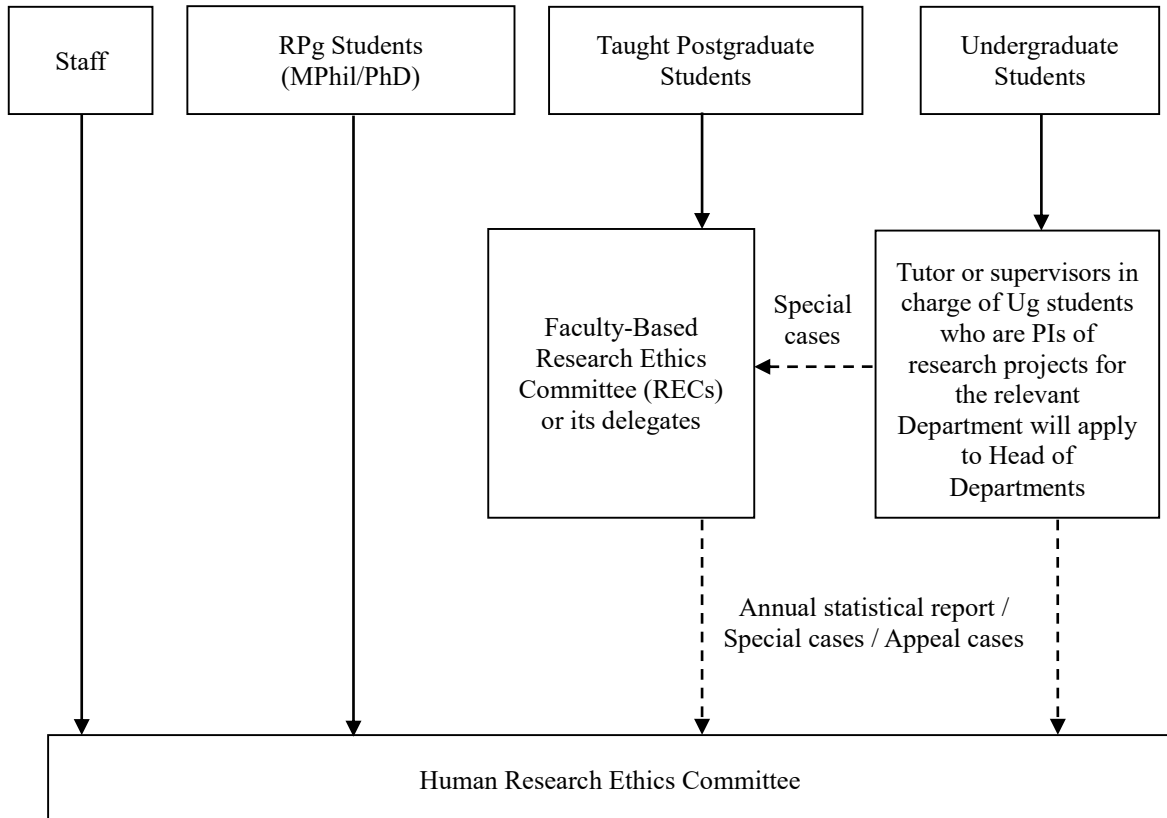 Staff
RPg Students
(MPhil/PhD)
Taught Postgraduate
Students
Undergraduate
Students
Faculty-Based
Research Ethics
Committee (RECs)
or its delegates
Special
cases
Tutor or supervisors in
charge of Ug students
who are PIs of
research projects for
the relevant
Department will apply
to Head of
Departments
Annual statistical report /
Special cases / Appeal cases
Human Research Ethics Committee